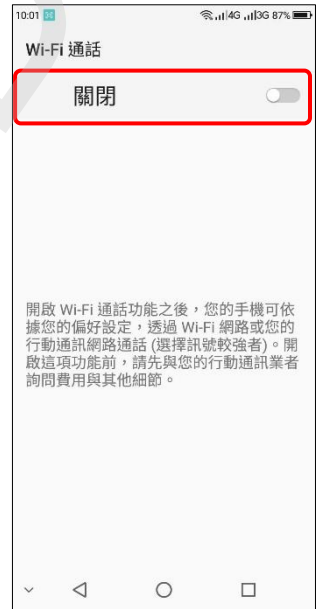 10:01 4G 3G 87%
Wi-Fi 通話
關閉
開啟 Wi-Fi 通話功能之後，您的手機可依
據您的偏好設定，透過 Wi-Fi 網路或您的
行動通訊網路通話 (選擇訊號較強者)。開
啟這項功能前，請先與您的行動通訊業者
詢問費用與其他細節。